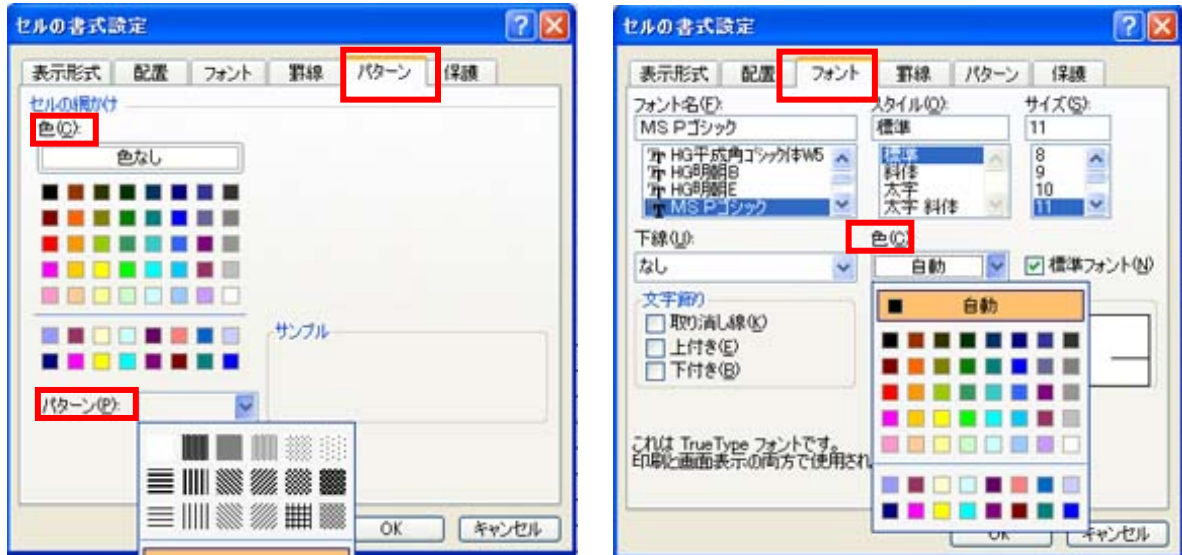 セルの書式設定
表示形式 配置 フォント 罫線 パターン 保護
セルの網かけ
色(C):
色なし
サンプル
パターン(P):
OK キャンセル
セルの書式設定
表示形式 配置 フォント 罫線 パターン 保護
フォント名(F): スタイル(O): サイズ(S):
MS Pゴシック 標準 11
HG平成角ゴシック体W5 標準 8
HG明朝B 斜体 9
HG明朝E 太字 10
MS Pゴシック 太字 斜体 11
下線(U): 色(C)
なし 自動 標準フォント(N)
文字飾り 自動
取り消し線(K)
上付き(E)
下付き(B)
これは TrueType フォントです。
印刷と画面表示の両方で使用され
OK キャンセル